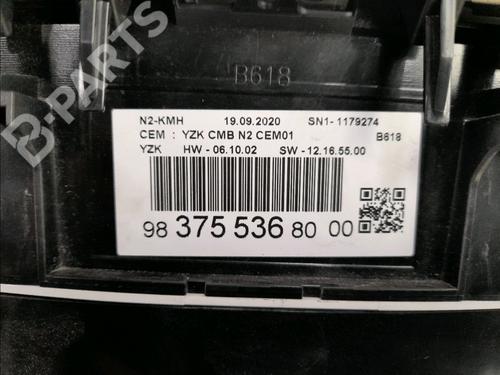 B-PARTS
B618
N2-KMH 19.09.2020 SN1-1179274
CEM : YZK CMB N2 CEM01 B618
YZK HW - 06.10.02 SW - 12.16.55.00
98 375 536 80 00